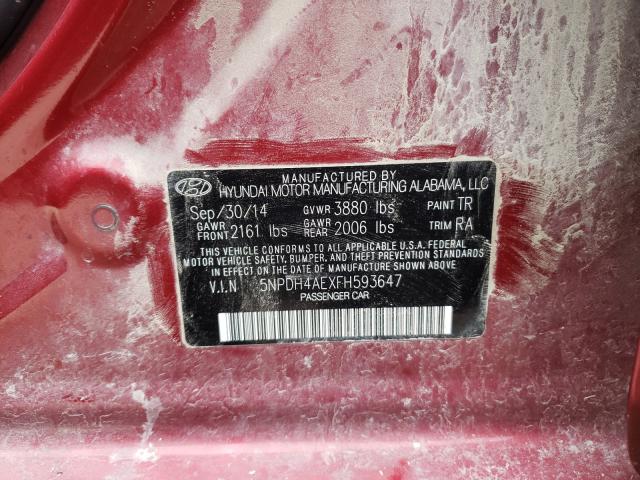 MANUFACTURED BY
HYUNDAI MOTOR MANUFACTURING ALABAMA, LLC
Sep/30/14 GVWR 3880 lbs PAINT TR
GAWR FRONT 2161 lbs GAWR REAR 2006 lbs TRIM RA
THIS VEHICLE CONFORMS TO ALL APPLICABLE U.S.A. FEDERAL
MOTOR VEHICLE SAFETY, BUMPER, AND THEFT PREVENTION STANDARDS
IN EFFECT ON THE DATE OF MANUFACTURE SHOWN ABOVE.
V.I.N 5NPDH4AEXFH593647
PASSENGER CAR